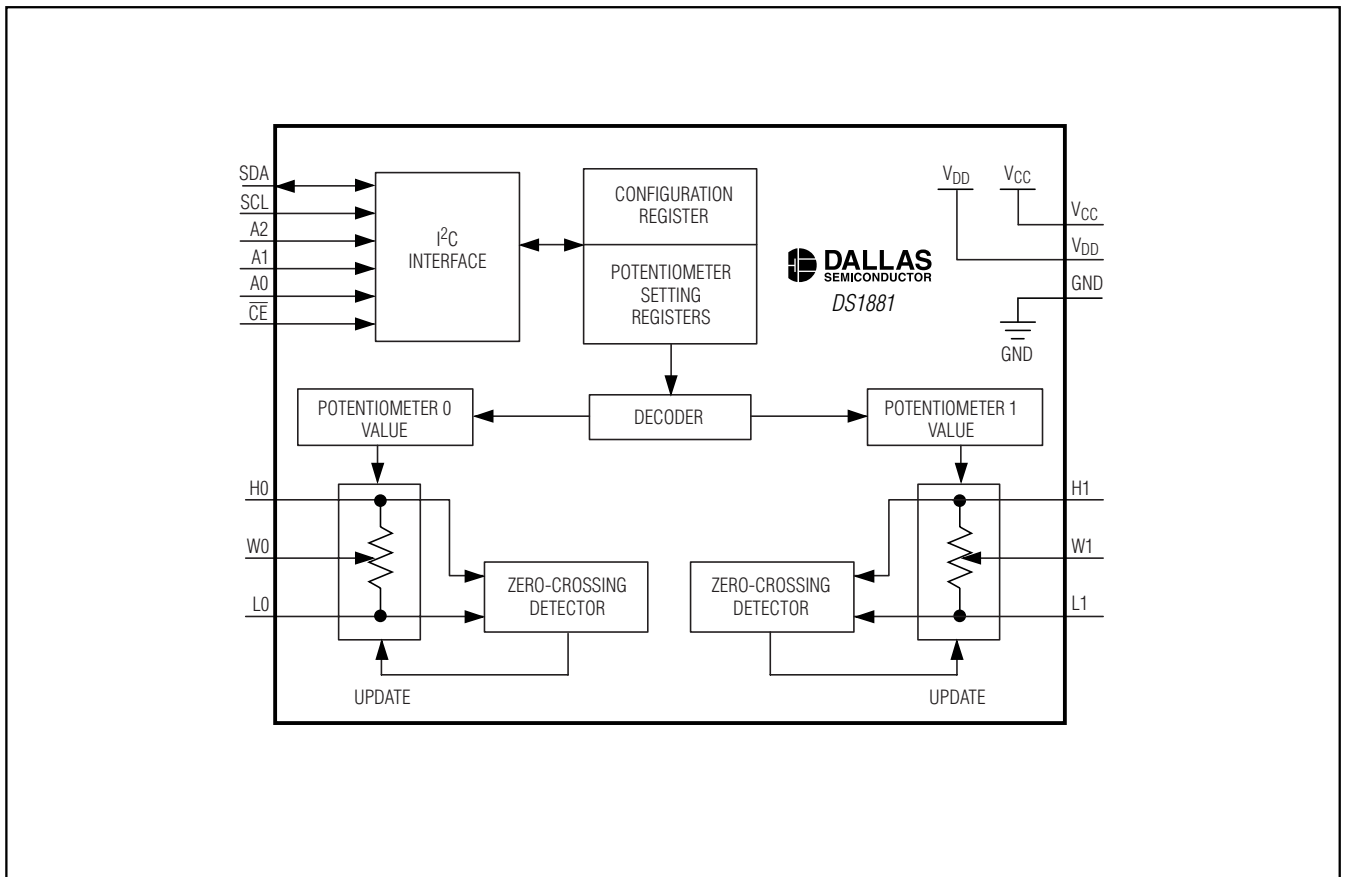 SDA
SCL
A2
A1
A0
C̅E̅
I²C
INTERFACE
CONFIGURATION
REGISTER
POTENTIOMETER
SETTING
REGISTERS
DALLAS
SEMICONDUCTOR
DS1881
VDD
VCC
VCC
VDD
GND
GND
POTENTIOMETER 0
VALUE
DECODER
POTENTIOMETER 1
VALUE
H0
W0
L0
ZERO-CROSSING
DETECTOR
UPDATE
ZERO-CROSSING
DETECTOR
UPDATE
H1
W1
L1